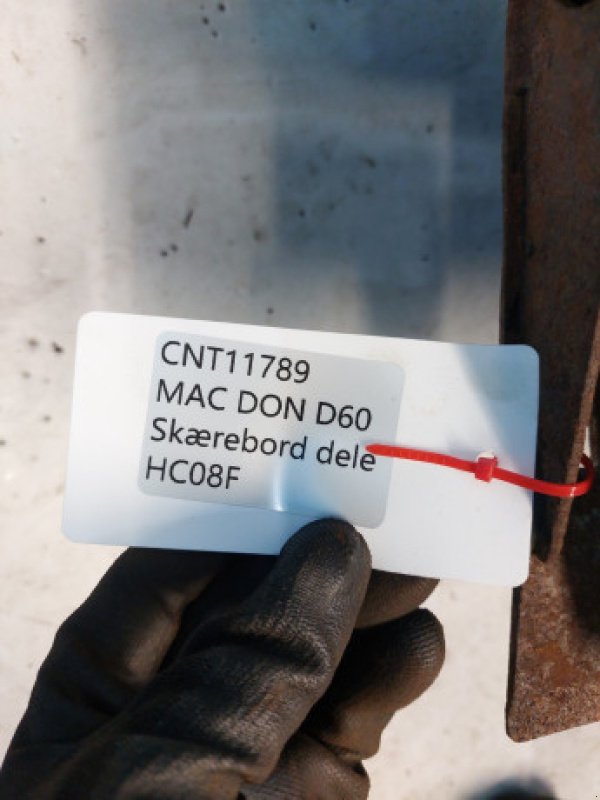 CNT11789
MAC DON D60
Skærebord dele
HC08F